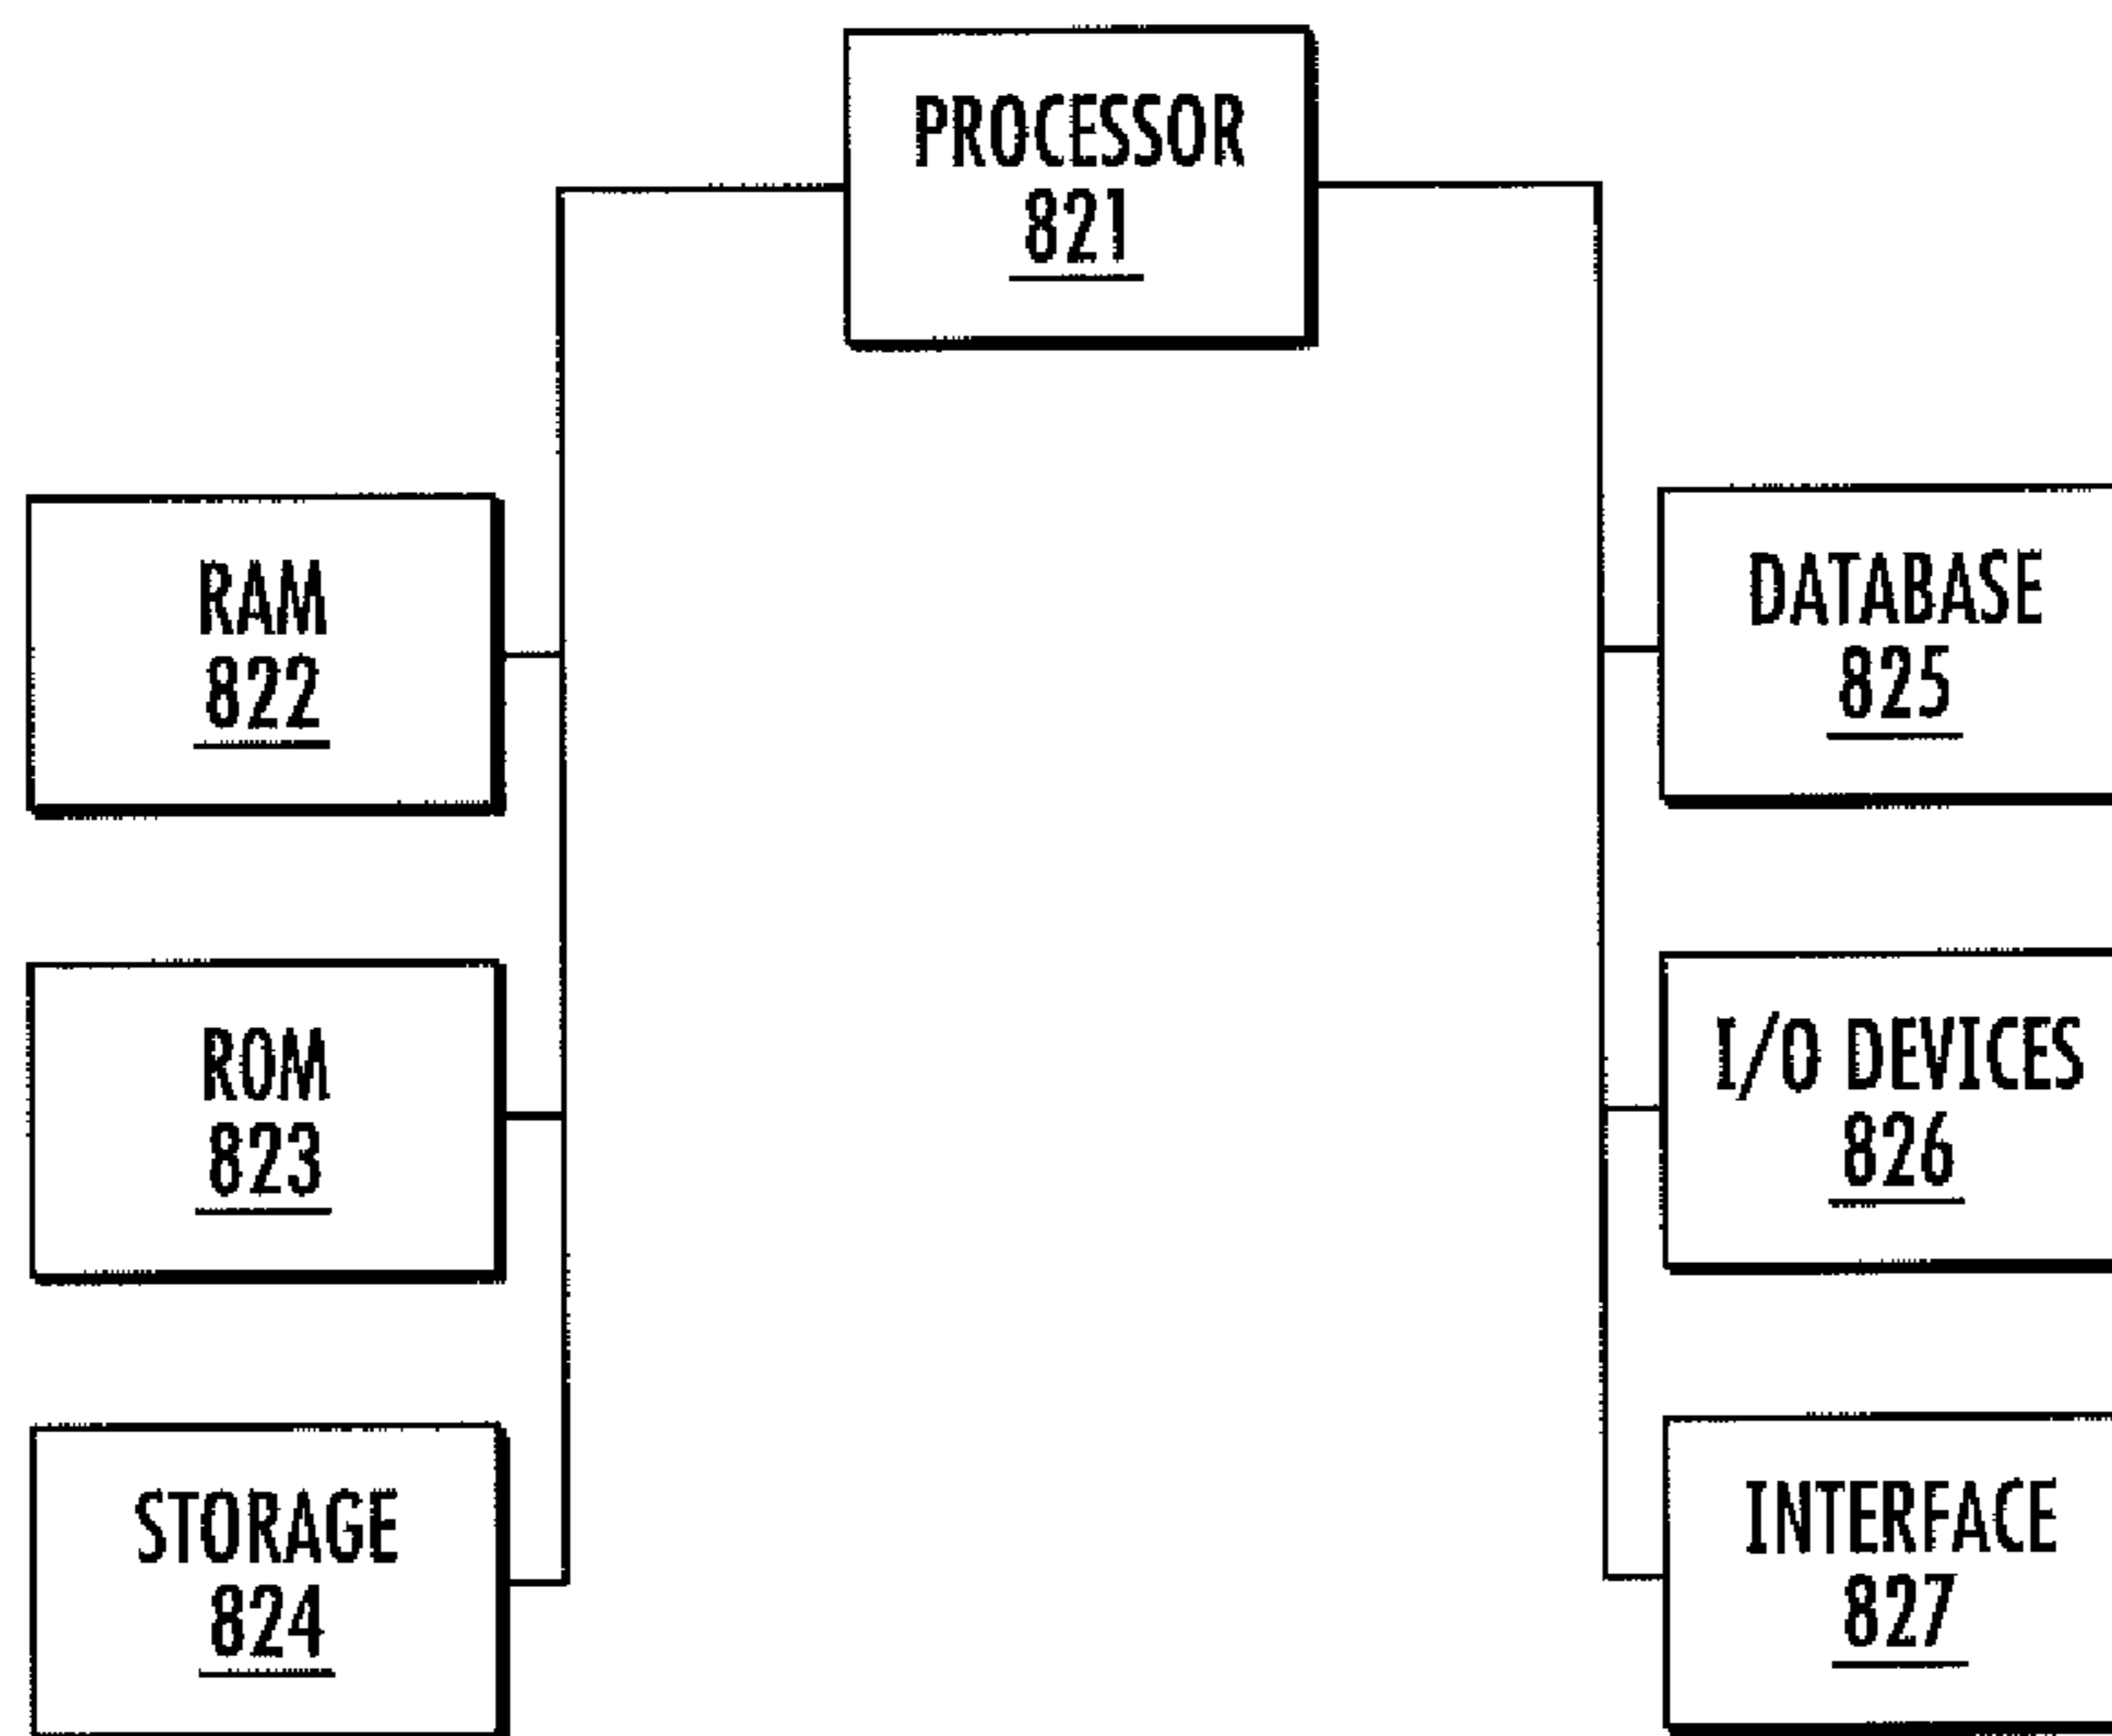 PROCESSOR
821
RAM
822
DATABASE
825
ROM
823
I/O DEVICES
826
STORAGE
824
INTERFACE
827